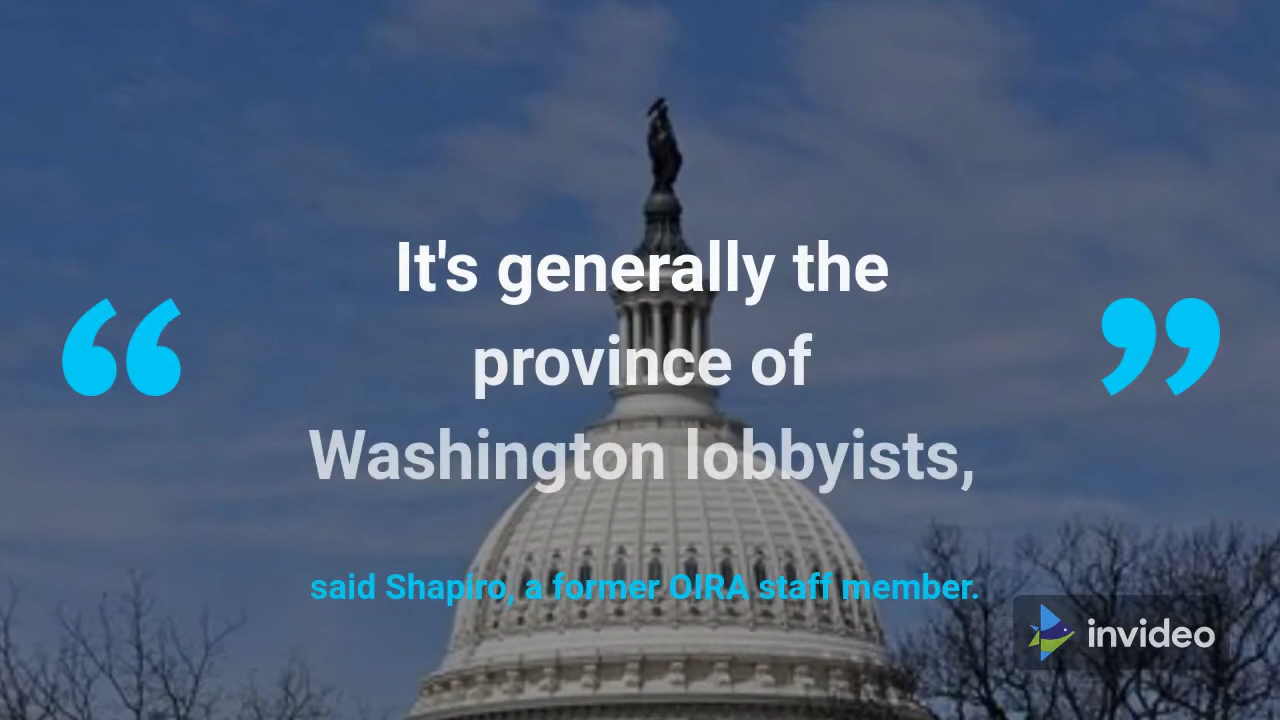 It's generally the
province of
Washington lobbyists,
said Shapiro, a former OIRA staff member.
invideo